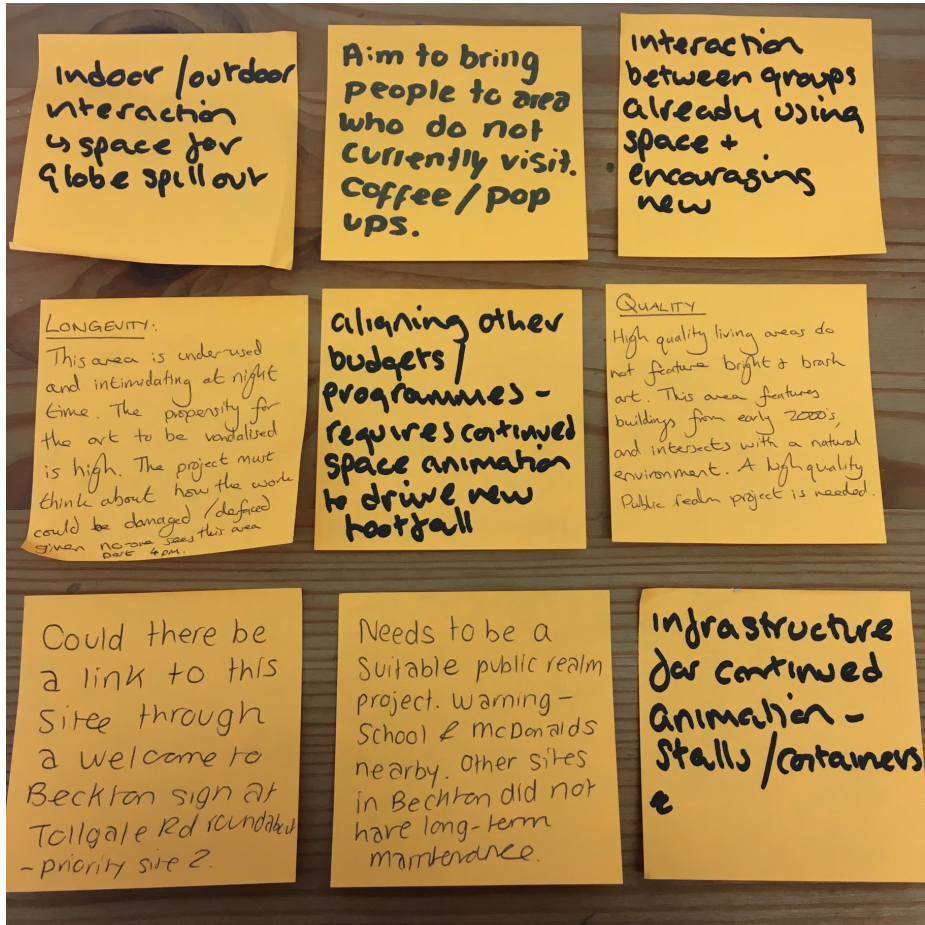 Indoor / outdoor
interaction
↳ space for
Globe spill out
Aim to bring
people to area
who do not
currently visit.
Coffee / pop
ups.
Interaction
between groups
already using
space +
encouraging
new
LONGEVITY:
This area is under-used
and intimidating at night
time. The propensity for
the art to be vandalised
is high. The project must
think about how the work
could be damaged / defaced
given no-one sees this area
past 4pm.
aligning other
budgets /
programmes -
requires continued
space animation
to drive new
footfall
QUALITY
High quality living areas do
not feature bright & brash
art. This area features
buildings from early 2000's,
and intersects with a natural
environment. A high quality
Public realm project is needed.
Could there be
a link to this
site through
a welcome to
Beckton sign at
Tollgate Rd roundabout
- priority site 2.
Needs to be a
Suitable public realm
project. Warning -
School & McDonalds
nearby. Other sites
in Beckton did not
have long-term
maintenance.
Infrastructure
for continued
animation -
Stalls / containers